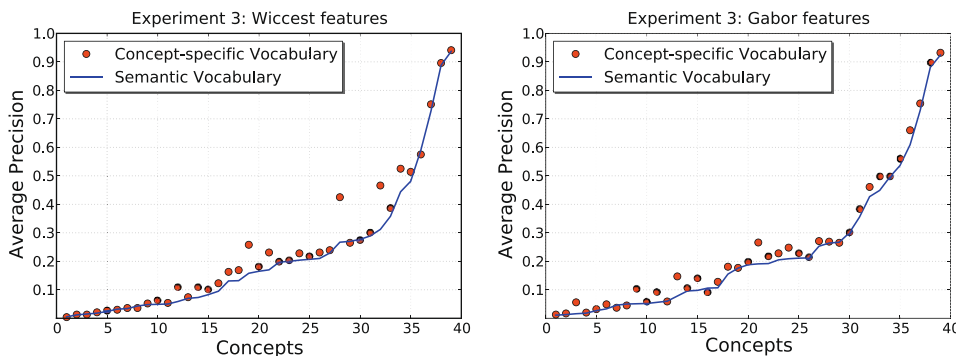 Experiment 3: Wiccest features
1.0
0.9
0.8
0.7
0.6
0.5
0.4
0.3
0.2
0.1
Average Precision
Concept-specific Vocabulary
Semantic Vocabulary
0 5 10 15 20 25 30 35 40
Concepts
Experiment 3: Gabor features
1.0
0.9
0.8
0.7
0.6
0.5
0.4
0.3
0.2
0.1
Average Precision
Concept-specific Vocabulary
Semantic Vocabulary
0 5 10 15 20 25 30 35 40
Concepts